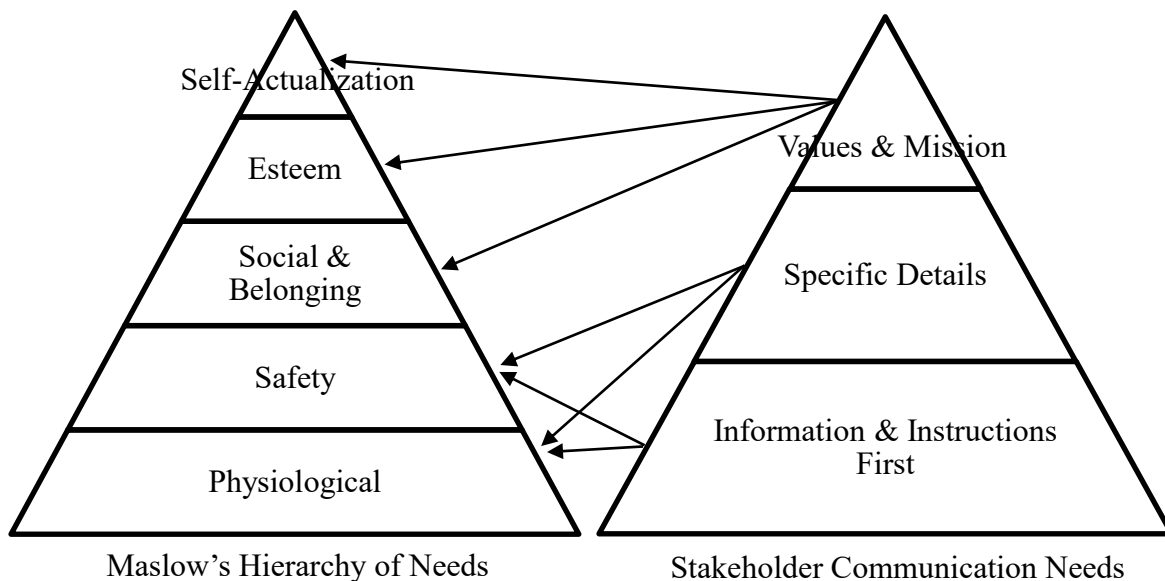 Self-Actualization
Esteem
Social &
Belonging
Safety
Physiological
Maslow’s Hierarchy of Needs
Values & Mission
Specific Details
Information & Instructions
First
Stakeholder Communication Needs